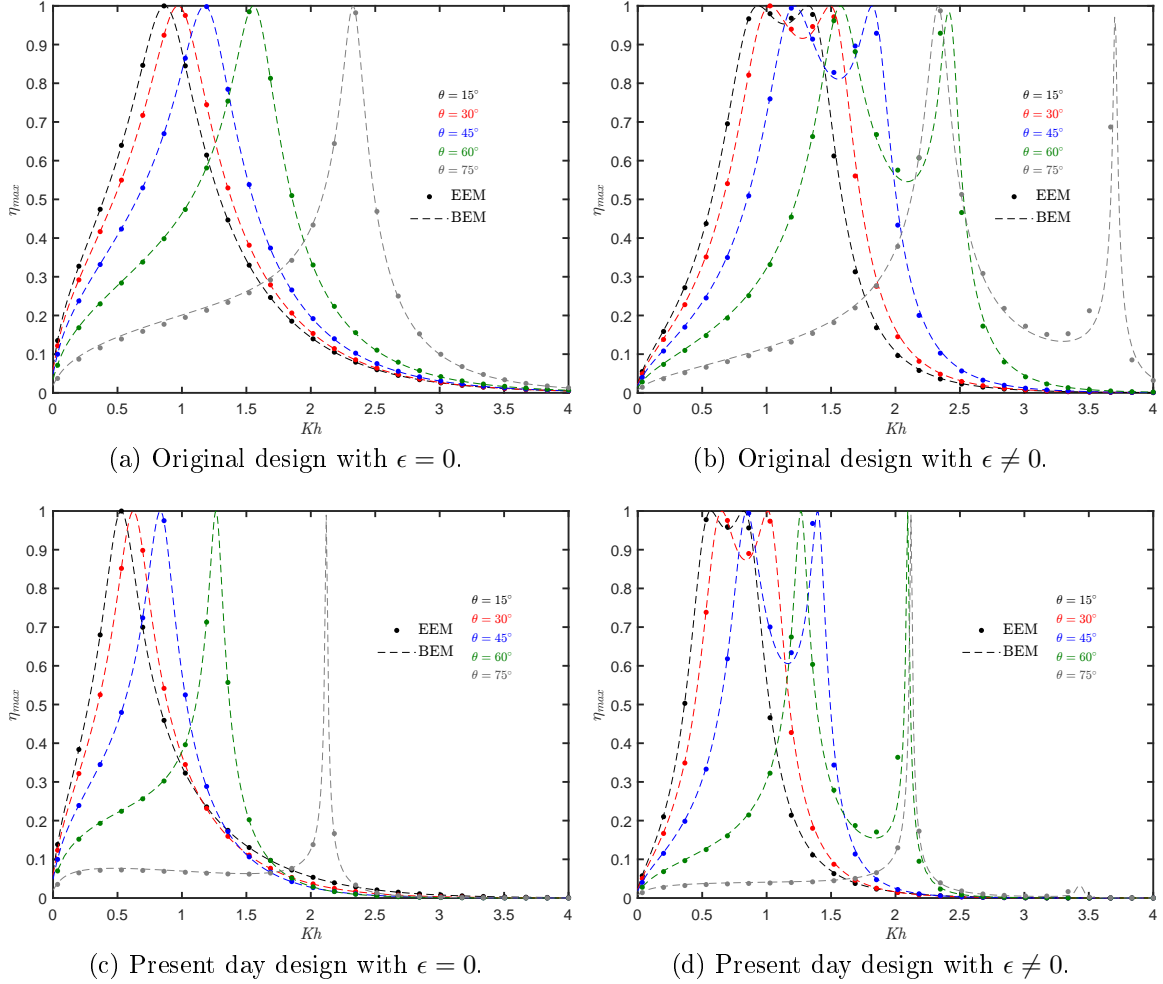 1
0.9
0.8
0.7
0.6
0.5
0.4
0.3
0.2
0.1
0
η_max
0 0.5 1 1.5 2 2.5 3 3.5 4
Kh
θ = 15°
θ = 30°
θ = 45°
θ = 60°
θ = 75°
EEM
BEM
(a) Original design with ϵ = 0.
1
0.9
0.8
0.7
0.6
0.5
0.4
0.3
0.2
0.1
0
η_max
0 0.5 1 1.5 2 2.5 3 3.5 4
Kh
θ = 15°
θ = 30°
θ = 45°
θ = 60°
θ = 75°
EEM
BEM
(b) Original design with ϵ ≠ 0.
1
0.9
0.8
0.7
0.6
0.5
0.4
0.3
0.2
0.1
0
η_max
0 0.5 1 1.5 2 2.5 3 3.5 4
Kh
EEM
BEM
θ = 15°
θ = 30°
θ = 45°
θ = 60°
θ = 75°
(c) Present day design with ϵ = 0.
1
0.9
0.8
0.7
0.6
0.5
0.4
0.3
0.2
0.1
0
η_max
0 0.5 1 1.5 2 2.5 3 3.5 4
Kh
EEM
BEM
θ = 15°
θ = 30°
θ = 45°
θ = 60°
θ = 75°
(d) Present day design with ϵ ≠ 0.